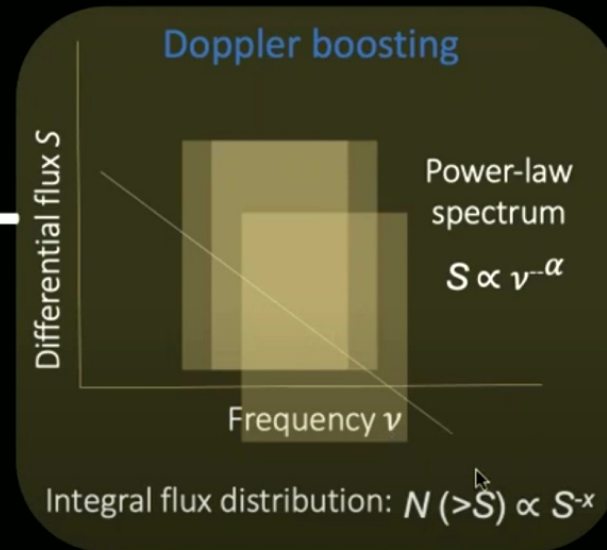 Doppler boosting
Differential flux S
Power-law
spectrum
S ∝ ν⁻ᵅ
Frequency ν
Integral flux distribution: N (>S) ∝ S⁻ˣ